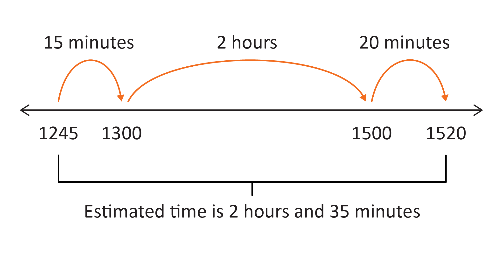 15 minutes 2 hours 20 minutes
1245 1300 1500 1520
Estimated time is 2 hours and 35 minutes